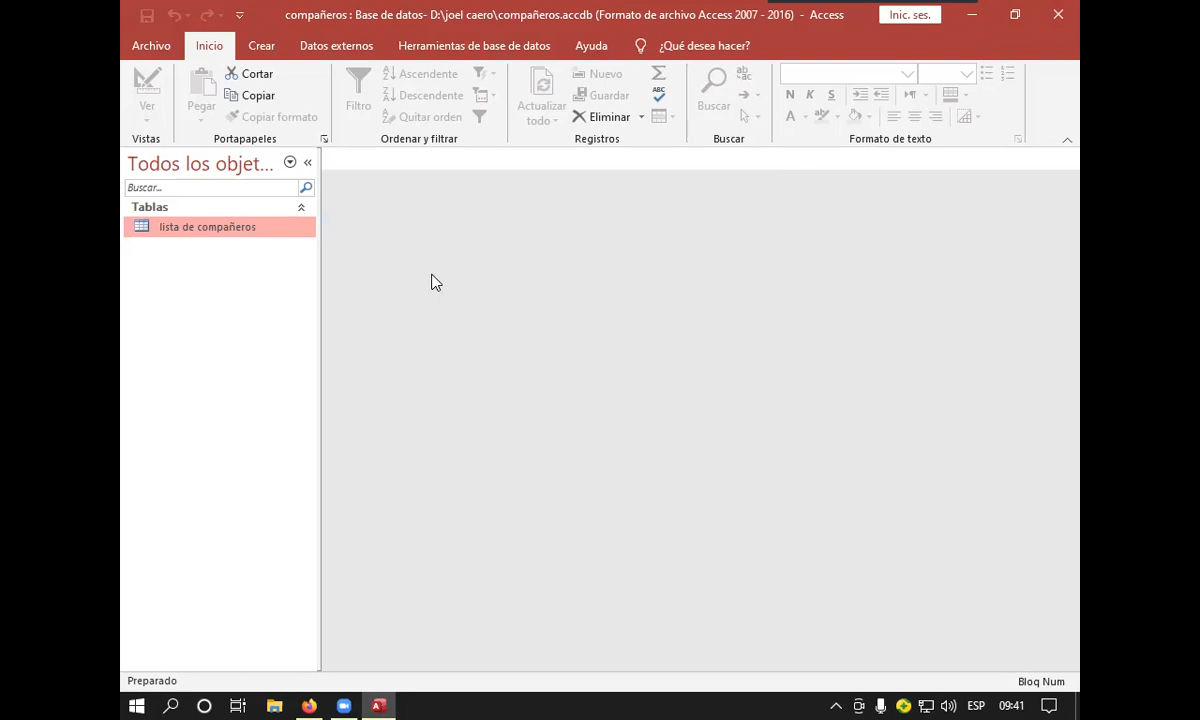 compañeros : Base de datos- D:\joel caero\compañeros.accdb (Formato de archivo Access 2007 - 2016) - Access
Inic. ses.
Archivo Inicio Crear Datos externos Herramientas de base de datos Ayuda ¿Qué desea hacer?
Ver
Vistas
Pegar
Cortar
Copiar
Copiar formato
Portapapeles
Filtro
Ascendente
Descendente
Quitar orden
Ordenar y filtrar
Actualizar
todo
Nuevo
Guardar
Eliminar
Registros
Buscar
Buscar
N K S
A
Formato de texto
Todos los objet...
Buscar...
Tablas
lista de compañeros
Preparado
Bloq Num
ESP 09:41